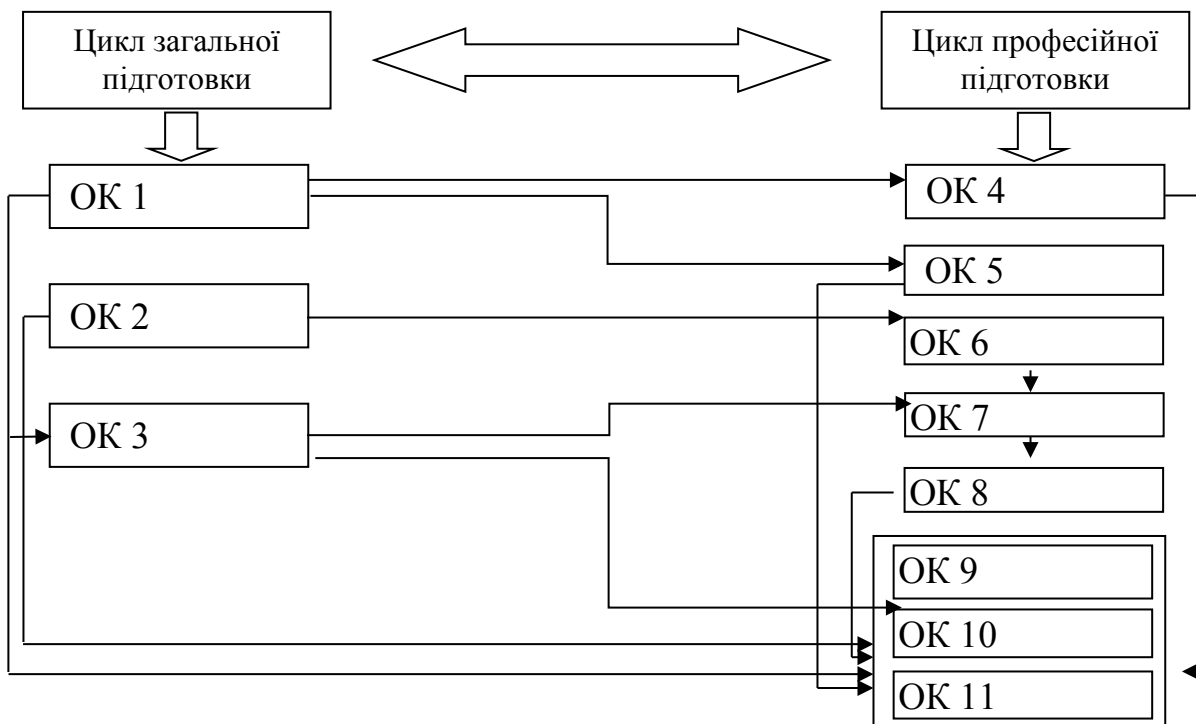 Цикл загальної
підготовки
Цикл професійної
підготовки
ОК 1
ОК 2
ОК 3
ОК 4
ОК 5
ОК 6
ОК 7
ОК 8
ОК 9
ОК 10
ОК 11